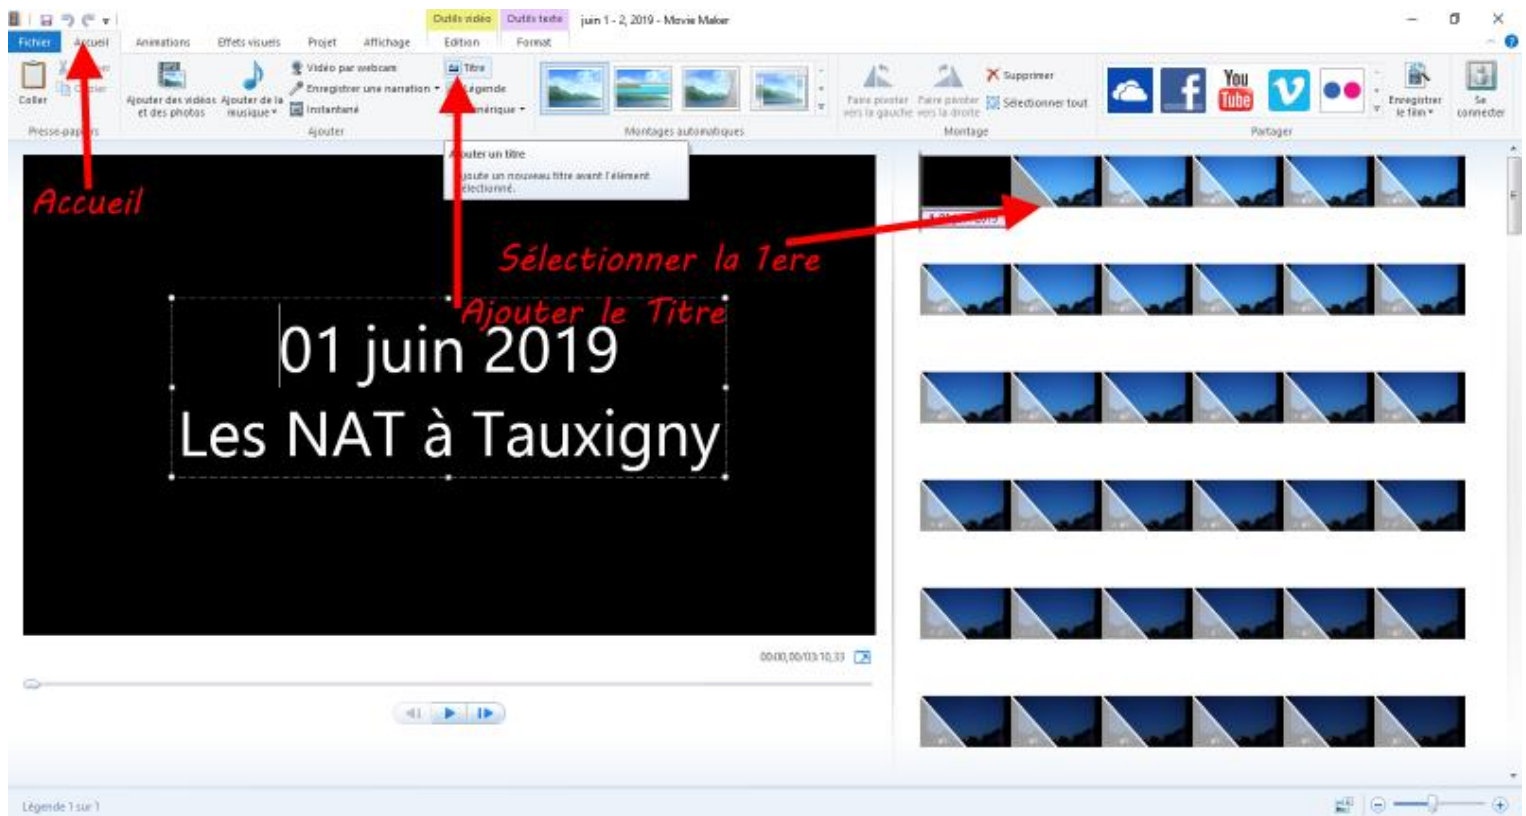 Outils vidéo Outils texte juin 1 - 2, 2019 - Movie Maker
Fichier Accueil Animations Effets visuels Projet Affichage Edition Format
Coller
Copier
Presse-papiers
Ajouter des vidéos et des photos
Ajouter de la musique
Vidéo par webcam
Enregistrer une narration
Instantané
Titre
Légende
Ajouter
Montages automatiques
Faire pivoter vers la gauche
Faire pivoter vers la droite
Supprimer
Sélectionner tout
Montage
You
Tube
Partager
Enregistrer le film
Se connecter
Ajouter un titre
Ajoute un nouveau titre avant l'élément
sélectionné.
Accueil
Sélectionner la 1ere
Ajouter le Titre
01 juin 2019
Les NAT à Tauxigny
00:00,00/03:10,33
Légende 1 sur 1